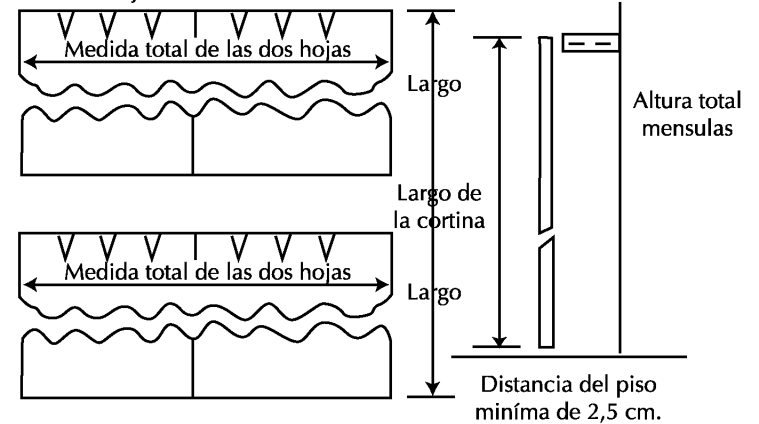 Medida total de las dos hojas
Largo
Altura total
mensulas
Largo de
la cortina
Medida total de las dos hojas
Largo
Distancia del piso
miníma de 2,5 cm.